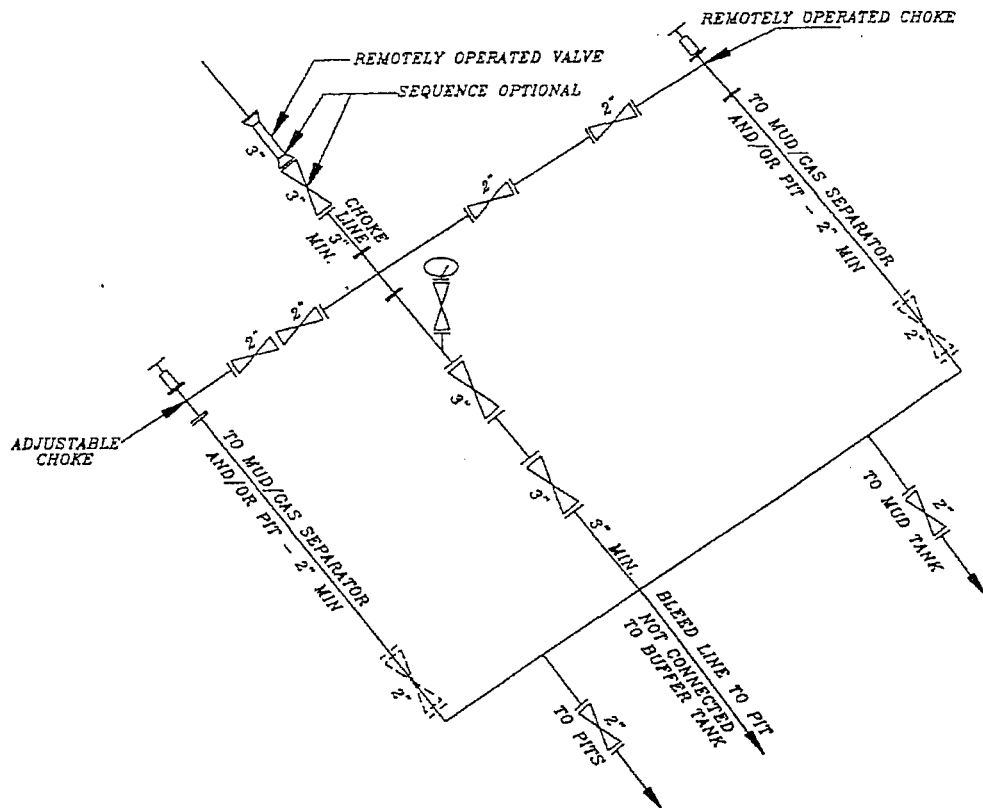 REMOTELY OPERATED CHOKE
REMOTELY OPERATED VALVE
SEQUENCE OPTIONAL
3"
3"
CHOKE
LINE
3"
MIN.
2"
2"
TO MUD/GAS SEPARATOR
AND/OR PIT - 2" MIN
2"
2"
2"
3"
ADJUSTABLE
CHOKE
TO MUD/GAS SEPARATOR
AND/OR PIT - 2" MIN
3"
3" MIN.
2"
TO MUD TANK
BLEED LINE TO PIT
NOT CONNECTED
TO BUFFER TANK
2"
2"
TO PITS